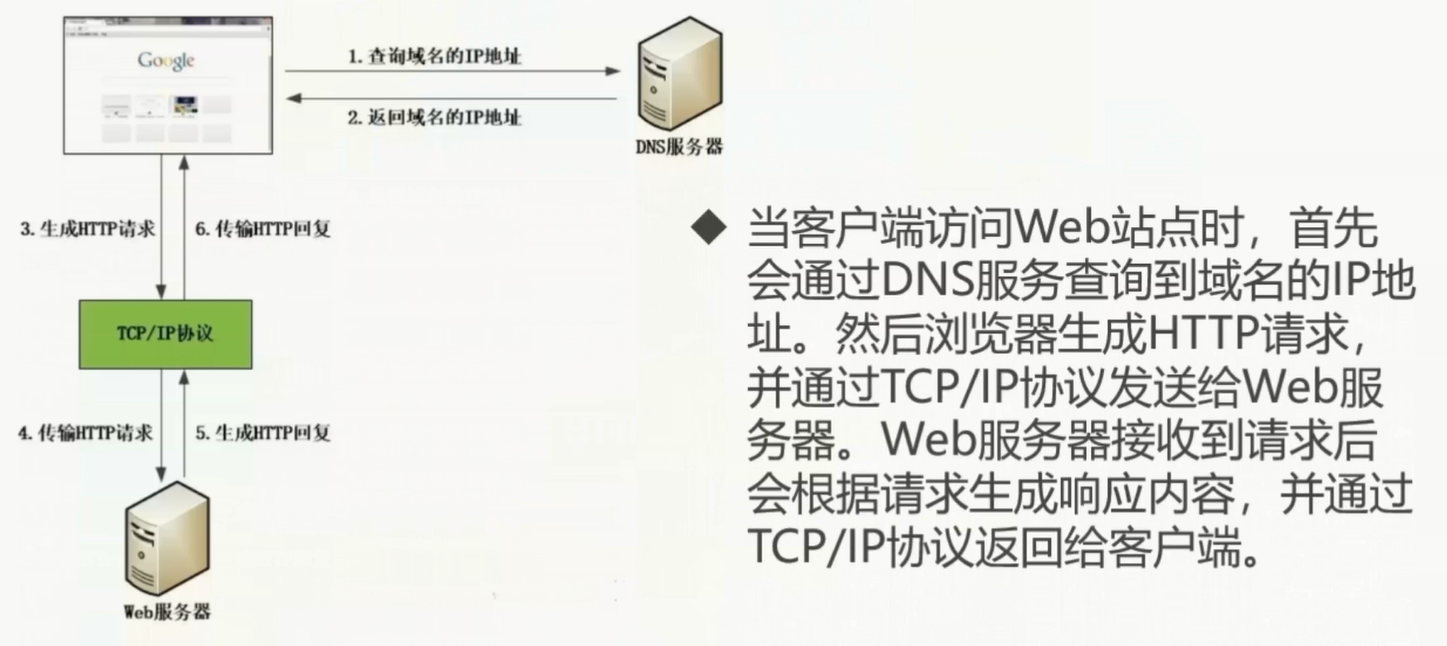 Google
1.查询域名的IP地址
2.返回域名的IP地址
DNS服务器
3.生成HTTP请求
6.传输HTTP回复
TCP/IP协议
4.传输HTTP请求
5.生成HTTP回复
Web服务器
当客户端访问Web站点时，首先
会通过DNS服务查询到域名的IP地
址。然后浏览器生成HTTP请求，
并通过TCP/IP协议发送给Web服
务器。Web服务器接收到请求后
会根据请求生成响应内容，并通过
TCP/IP协议返回给客户端。